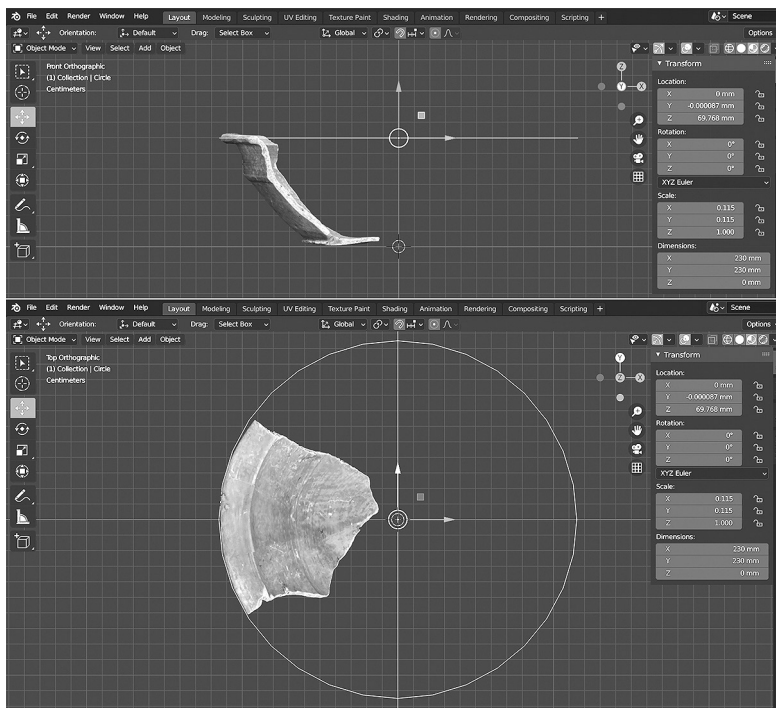 File Edit Render Window Help Layout Modeling Sculpting UV Editing Texture Paint Shading Animation Rendering Compositing Scripting + Scene
Orientation: Default Drag: Select Box Global Options
Object Mode View Select Add Object
Front Orthographic
(1) Collection | Circle
Centimeters
Transform
Location:
X 0 mm
Y -0.000087 mm
Z 69.768 mm
Rotation:
X 0°
Y 0°
Z 0°
XYZ Euler
Scale:
X 0.115
Y 0.115
Z 1.000
Dimensions:
X 230 mm
Y 230 mm
Z 0 mm
Z
Y X
File Edit Render Window Help Layout Modeling Sculpting UV Editing Texture Paint Shading Animation Rendering Compositing Scripting + Scene
Orientation: Default Drag: Select Box Global Options
Object Mode View Select Add Object
Top Orthographic
(1) Collection | Circle
Centimeters
Transform
Location:
X 0 mm
Y -0.000087 mm
Z 69.768 mm
Rotation:
X 0°
Y 0°
Z 0°
XYZ Euler
Scale:
X 0.115
Y 0.115
Z 1.000
Dimensions:
X 230 mm
Y 230 mm
Z 0 mm
Y
Z X